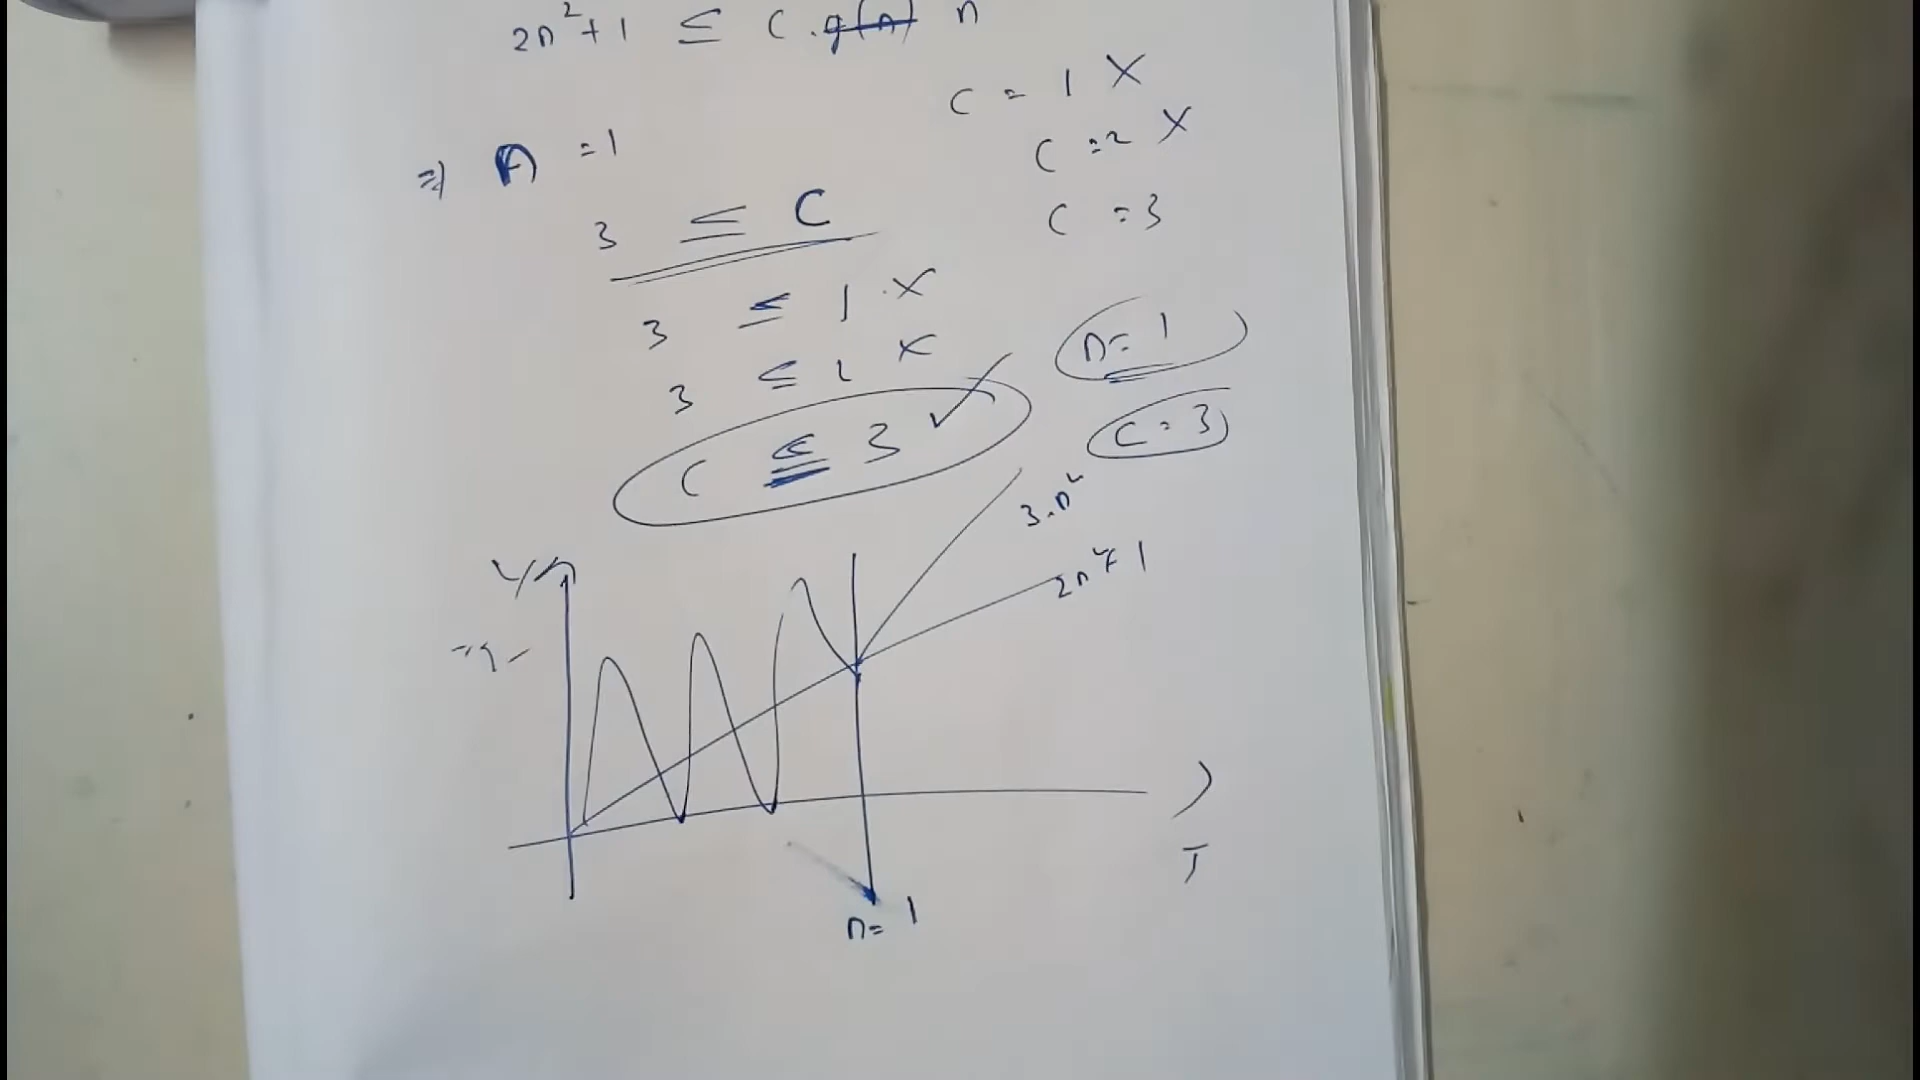 2n²+1 ≤ C . g(n) n
C = 1 X
C = 2 X
⇒ n = 1
C = 3
3 ≤ C
3 ≤ 1 X
n = 1
3 ≤ 2 X
C = 3
C ≤ 3 ✓
3.n²
2n²+1
n = 1